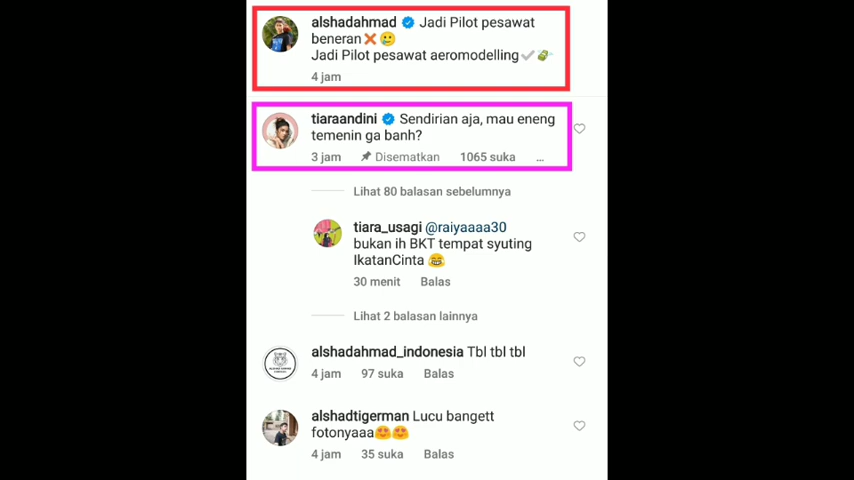 alshadahmad Jadi Pilot pesawat
beneran❌🥲
Jadi Pilot pesawat aeromodelling✔️💸
4 jam
tiaraandini Sendirian aja, mau eneng
temenin ga banh?
3 jam Disematkan 1065 suka ...
Lihat 80 balasan sebelumnya
tiara_usagi @raiyaaaa30
bukan ih BKT tempat syuting
IkatanCinta 😂
30 menit Balas
Lihat 2 balasan lainnya
alshadahmad_indonesia Tbl tbl tbl
4 jam 97 suka Balas
alshadtigerman Lucu bangett
fotonyaaa😍😍
4 jam 35 suka Balas